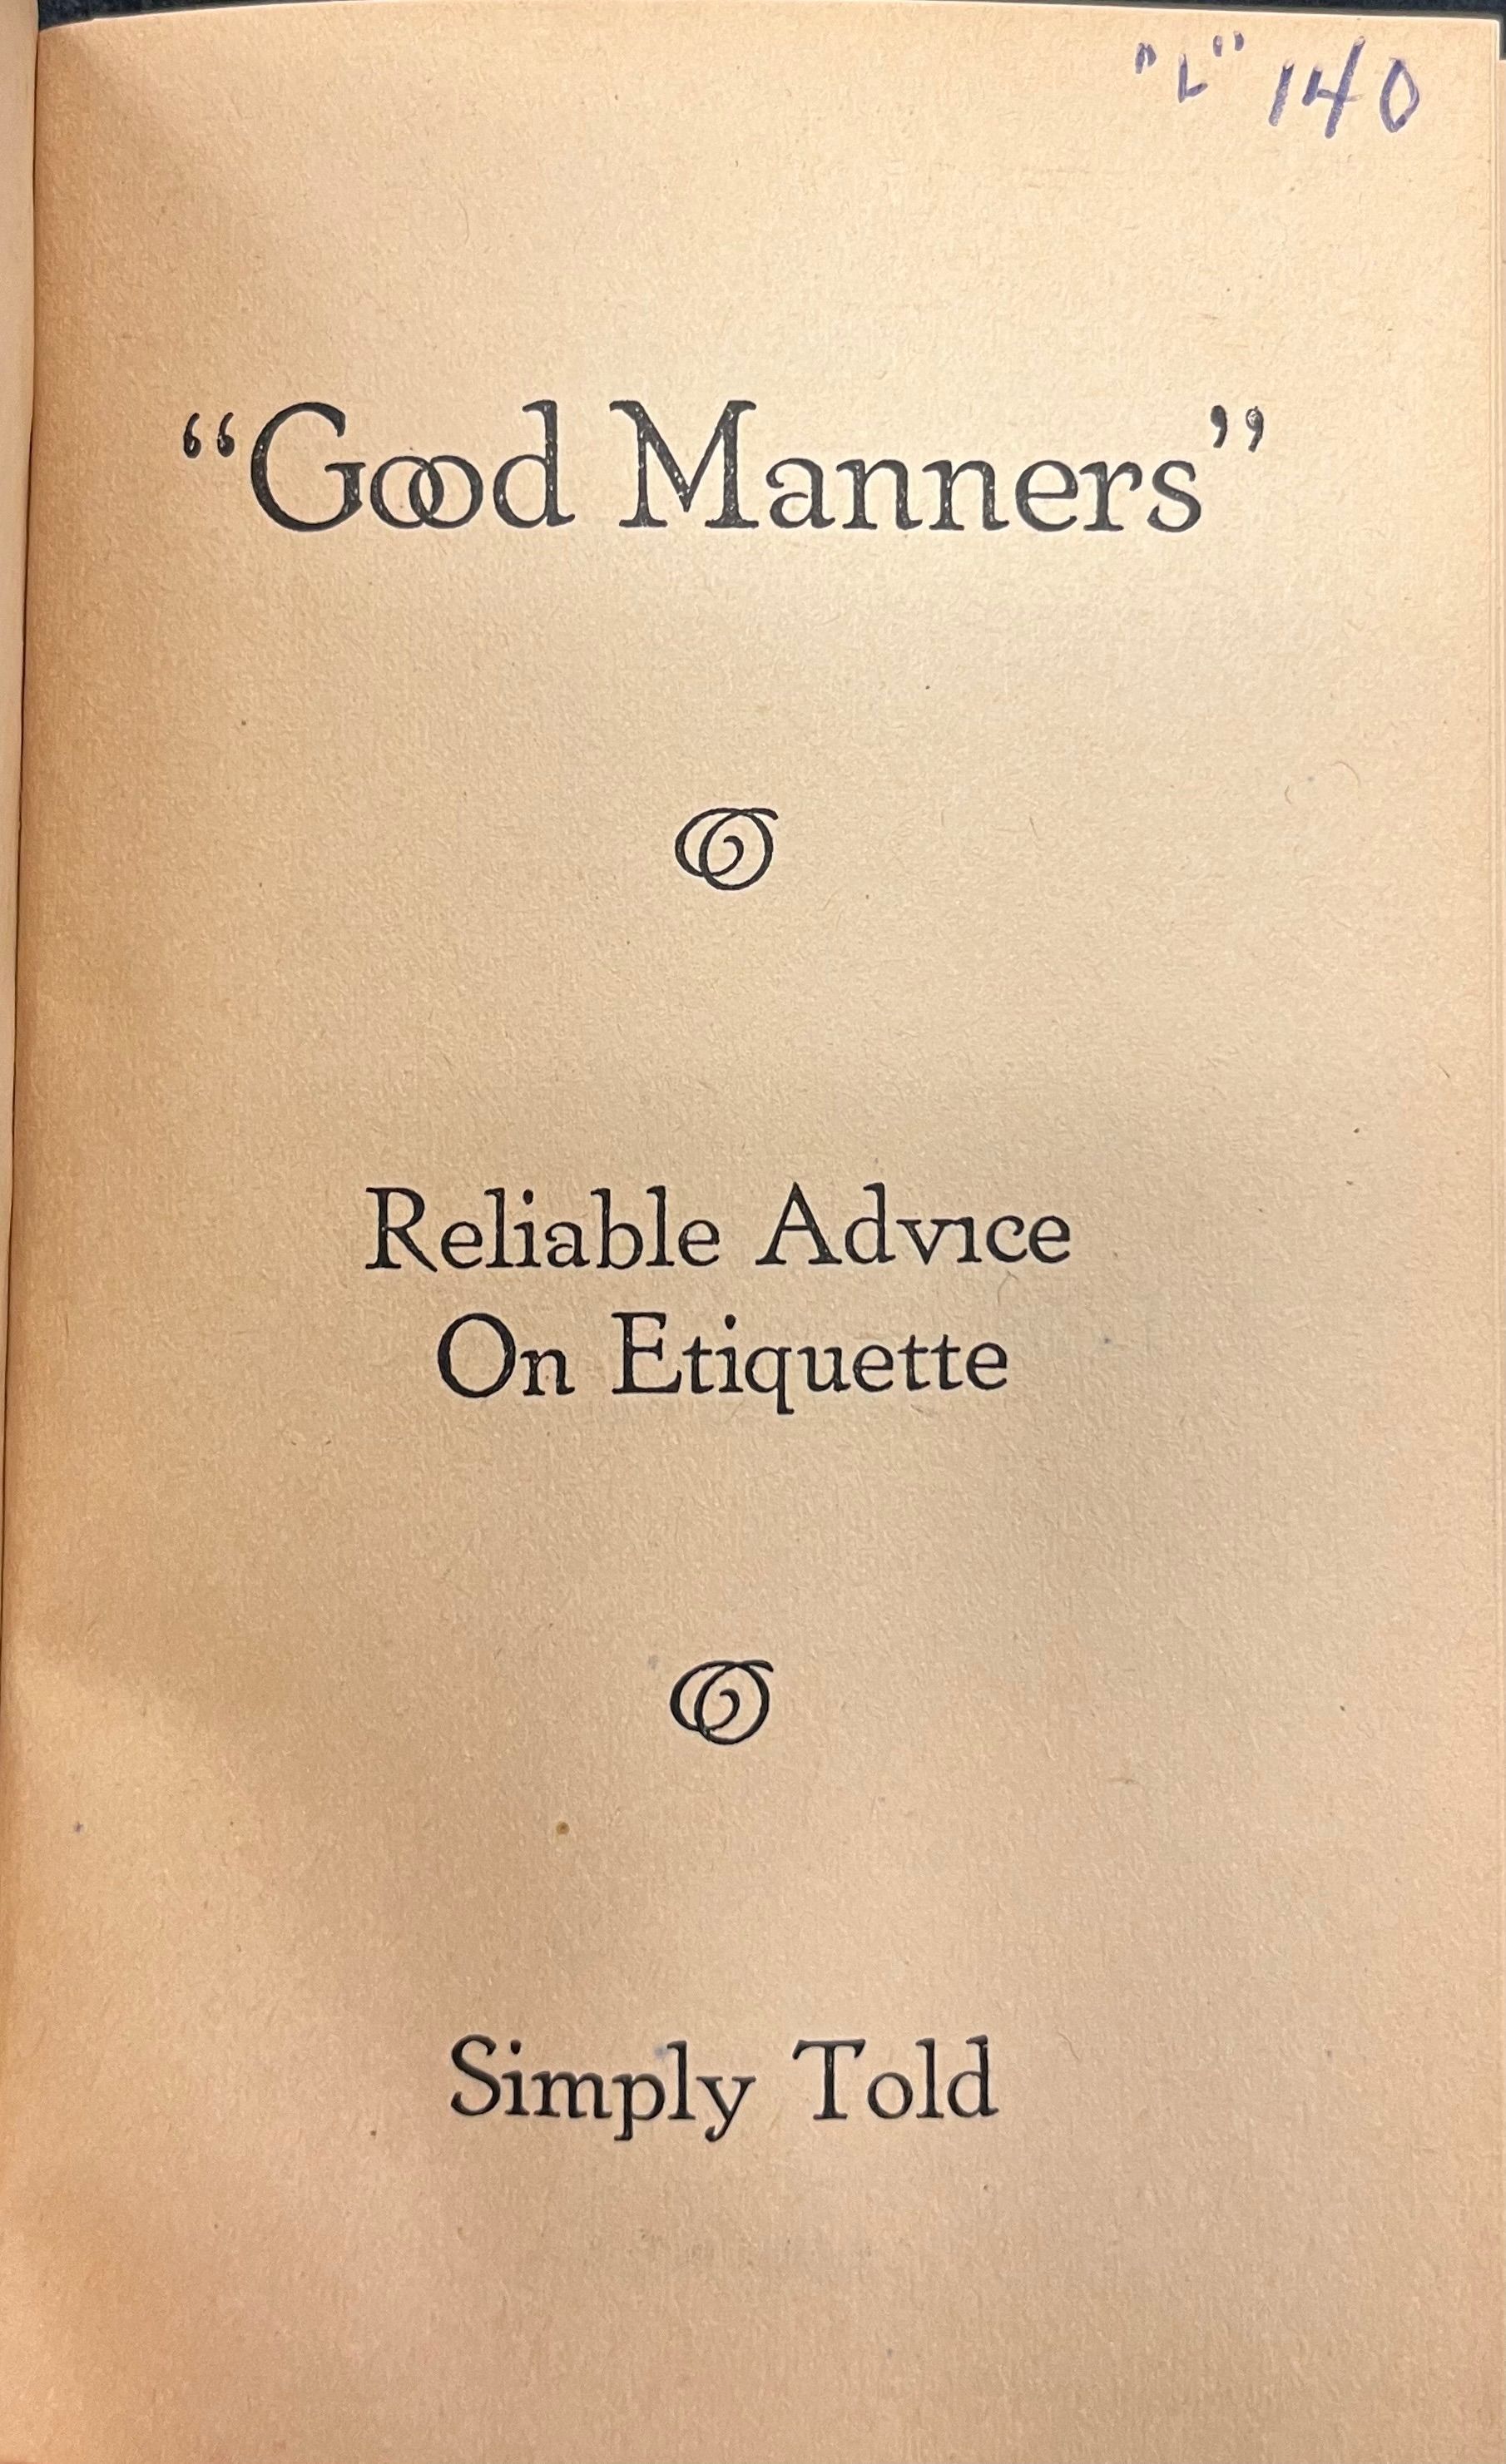 "L" 140
“Good Manners”
Reliable Advice
On Etiquette
Simply Told